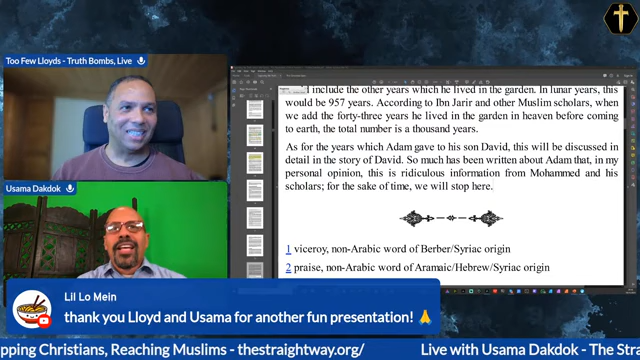 Too Few Lloyds - Truth Bombs, Live
Usama Dakdok
include the other years which he lived in the garden. In lunar years, this
would be 957 years. According to Ibn Jarir and other Muslim scholars, when
we add the forty-three years he lived in the garden in heaven before coming
to earth, the total number is a thousand years.
As for the years which Adam gave to his son David, this will be discussed in
detail in the story of David. So much has been written about Adam that, in my
personal opinion, this is ridiculous information from Mohammed and his
scholars; for the sake of time, we will stop here.
1 viceroy, non-Arabic word of Berber/Syriac origin
2 praise, non-Arabic word of Aramaic/Hebrew/Syriac origin
Lil Lo Mein
thank you Lloyd and Usama for another fun presentation! 🙏
pping Christians, Reaching Muslims - thestraightway.org/
Live with Usama Dakdok - The Stra